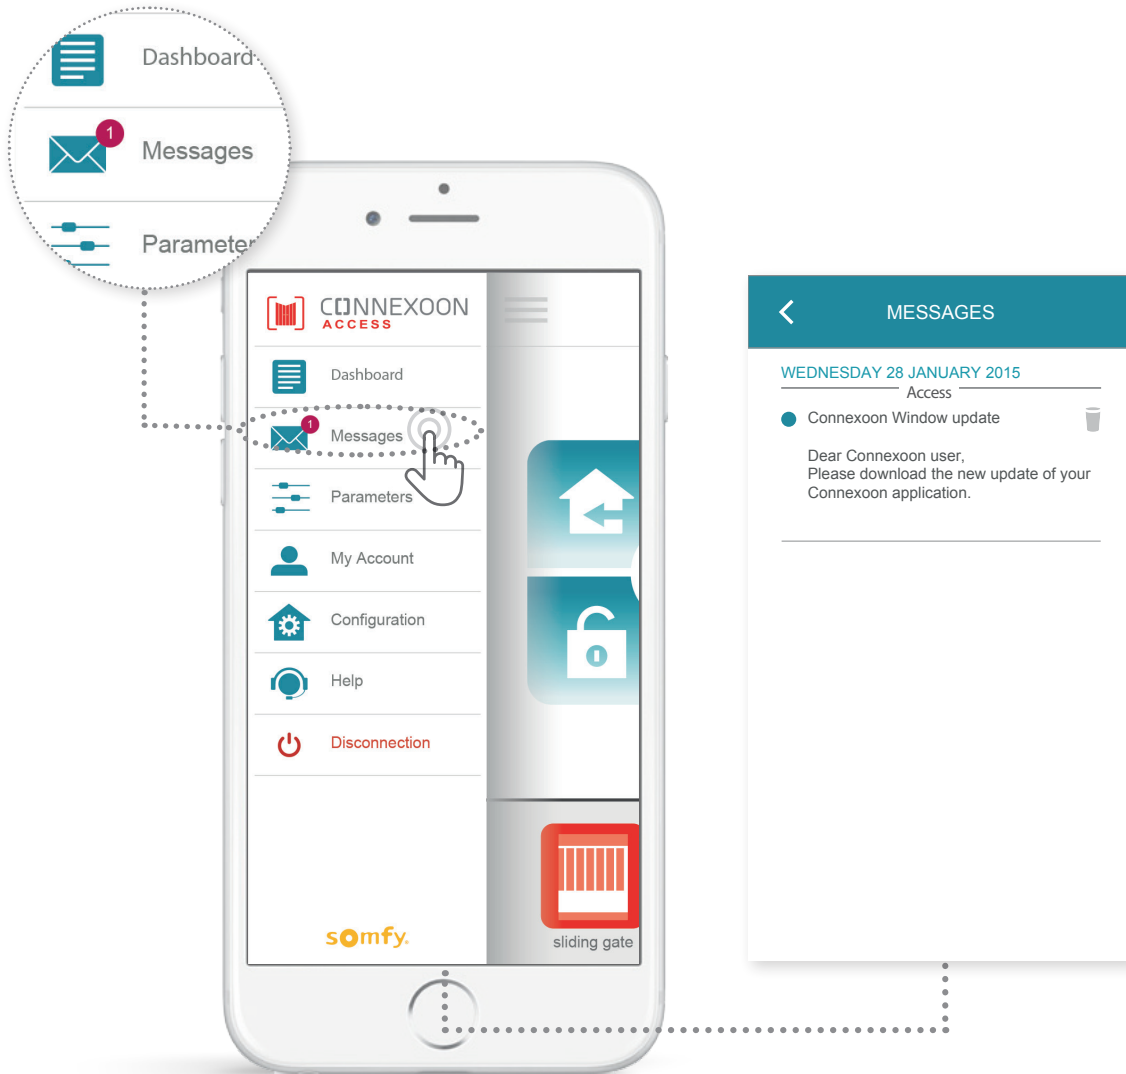 Dashboard
1
Messages
Parameter
CONNEXOON
ACCESS
Dashboard
1
Messages
Parameters
My Account
Configuration
Help
Disconnection
somfy.
sliding gate
MESSAGES
WEDNESDAY 28 JANUARY 2015
Access
Connexoon Window update
Dear Connexoon user,
Please download the new update of your
Connexoon application.